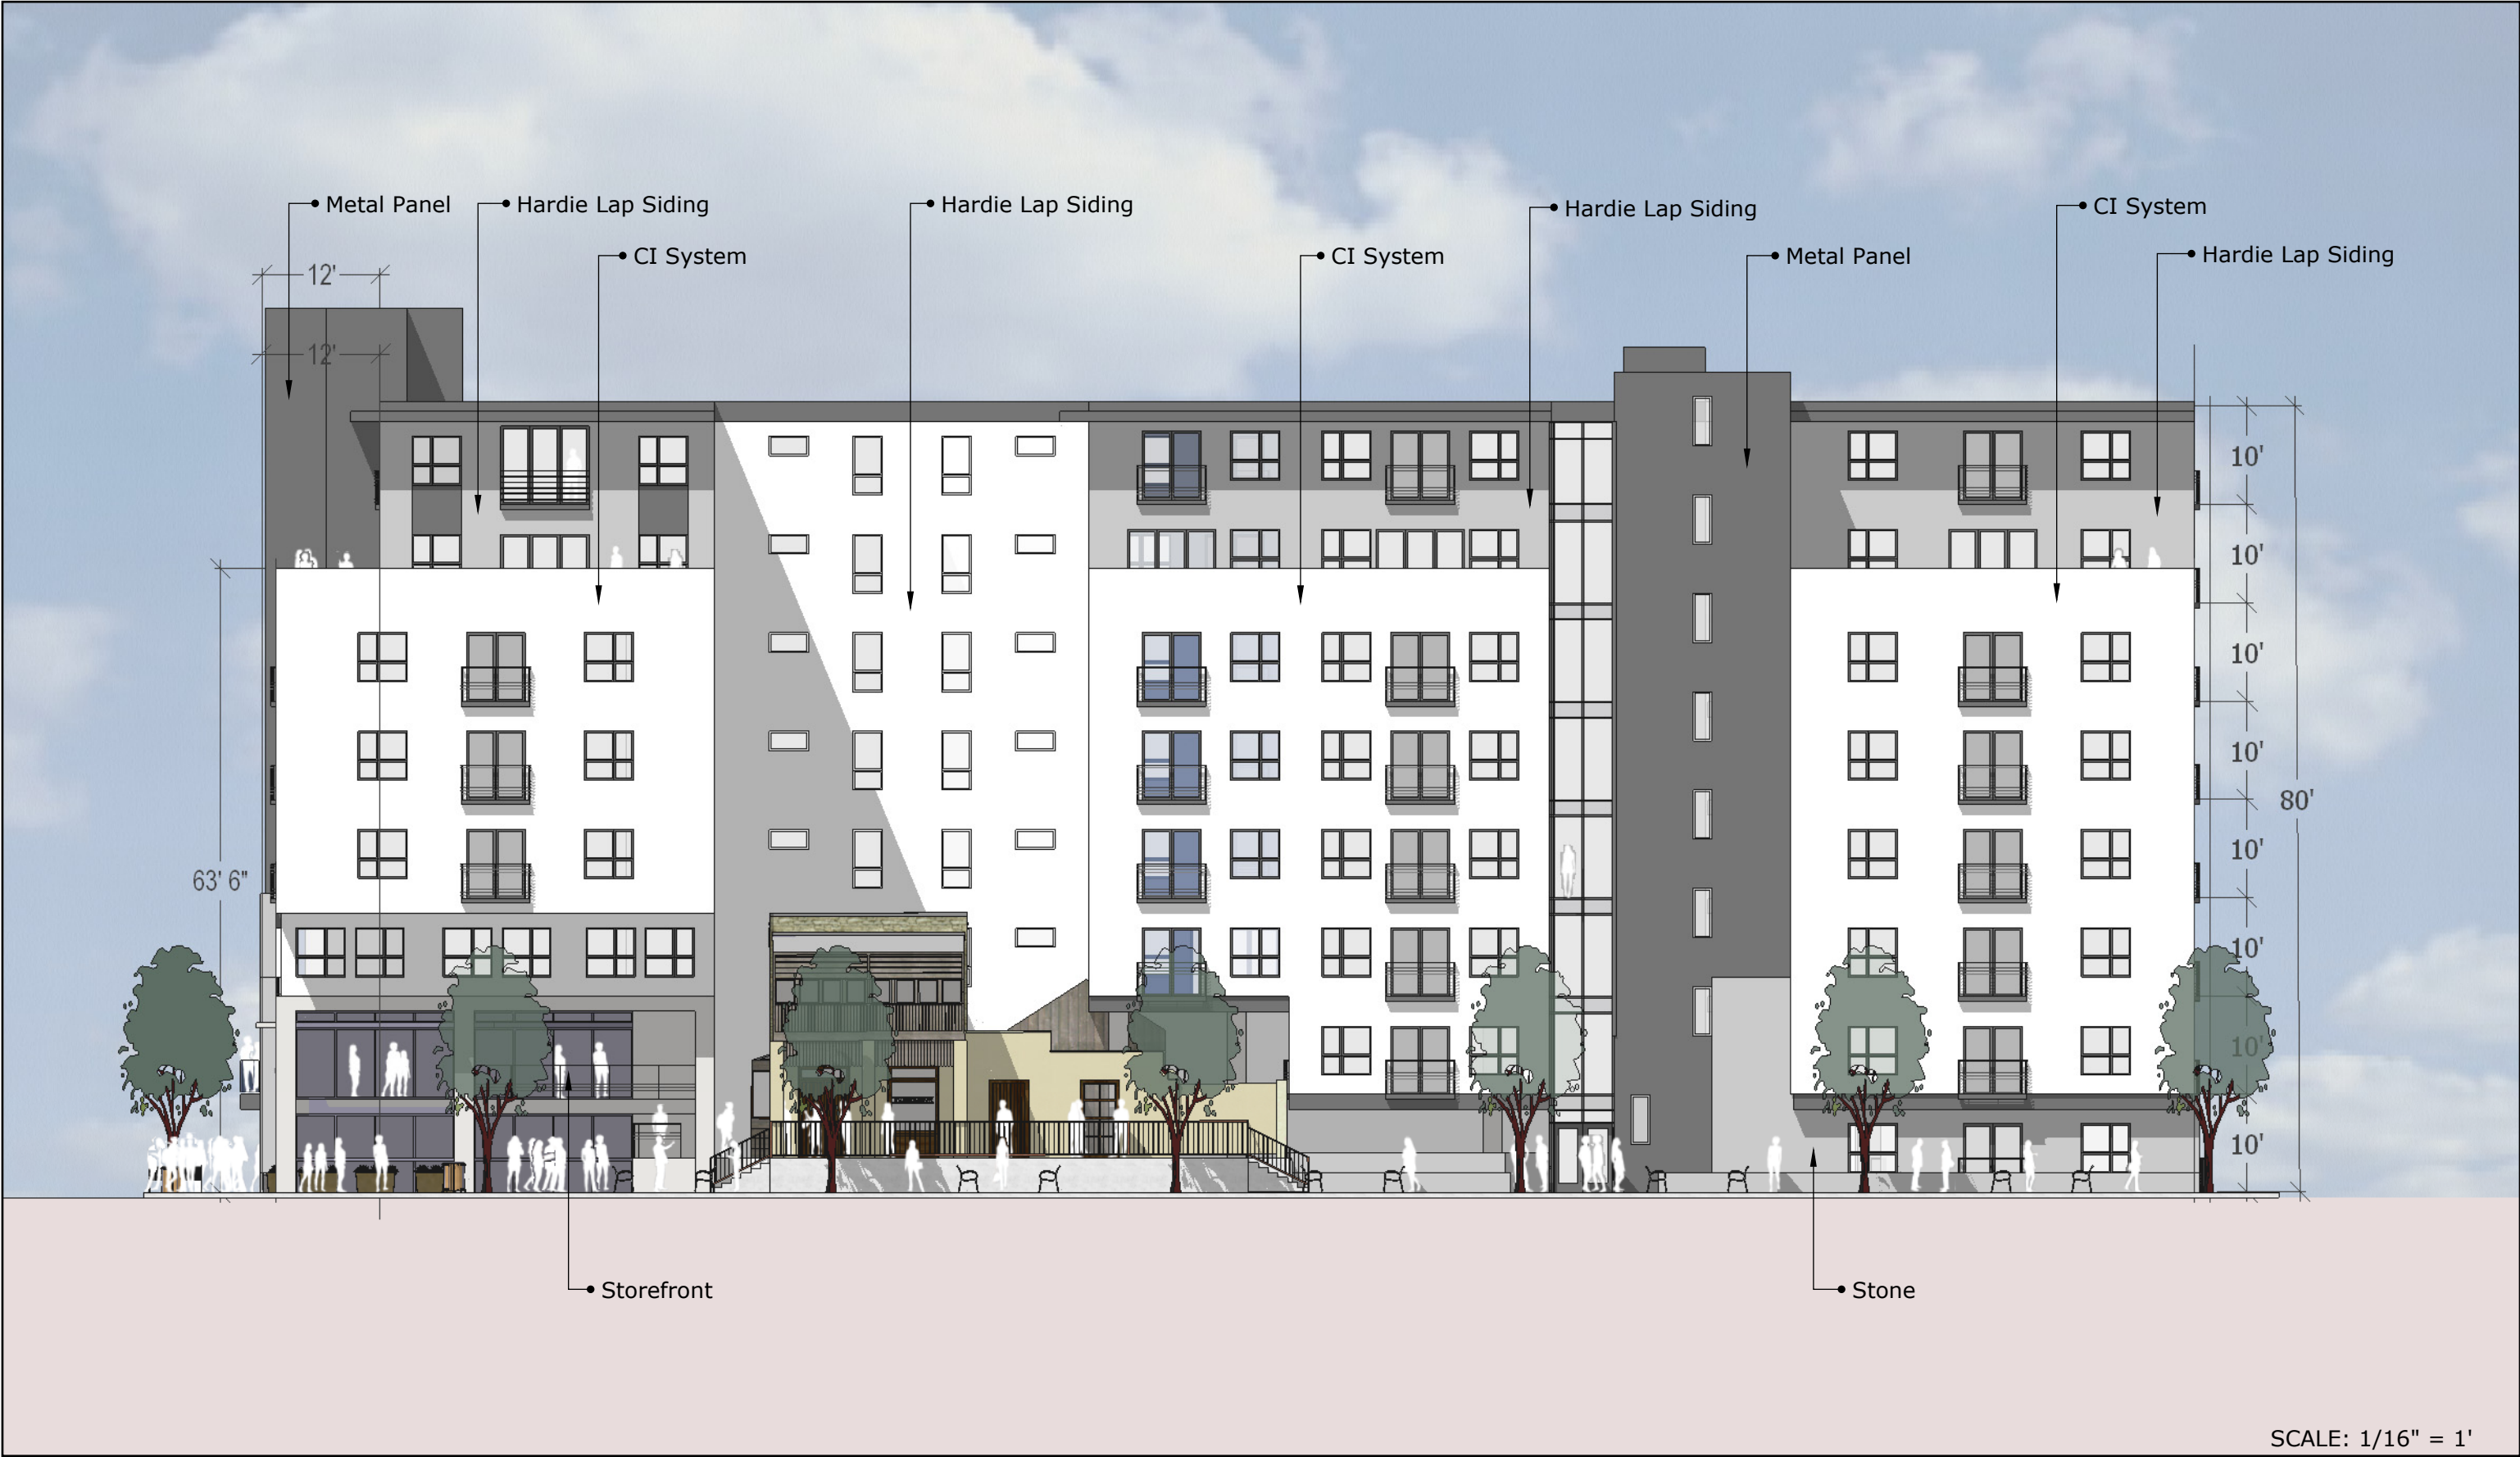 Metal Panel
Hardie Lap Siding
Hardie Lap Siding
Hardie Lap Siding
CI System
CI System
CI System
Metal Panel
Hardie Lap Siding
12'
12'
10'
10'
10'
10'
10'
10'
10'
10'
80'
63' 6"
Storefront
Stone
SCALE: 1/16" = 1'